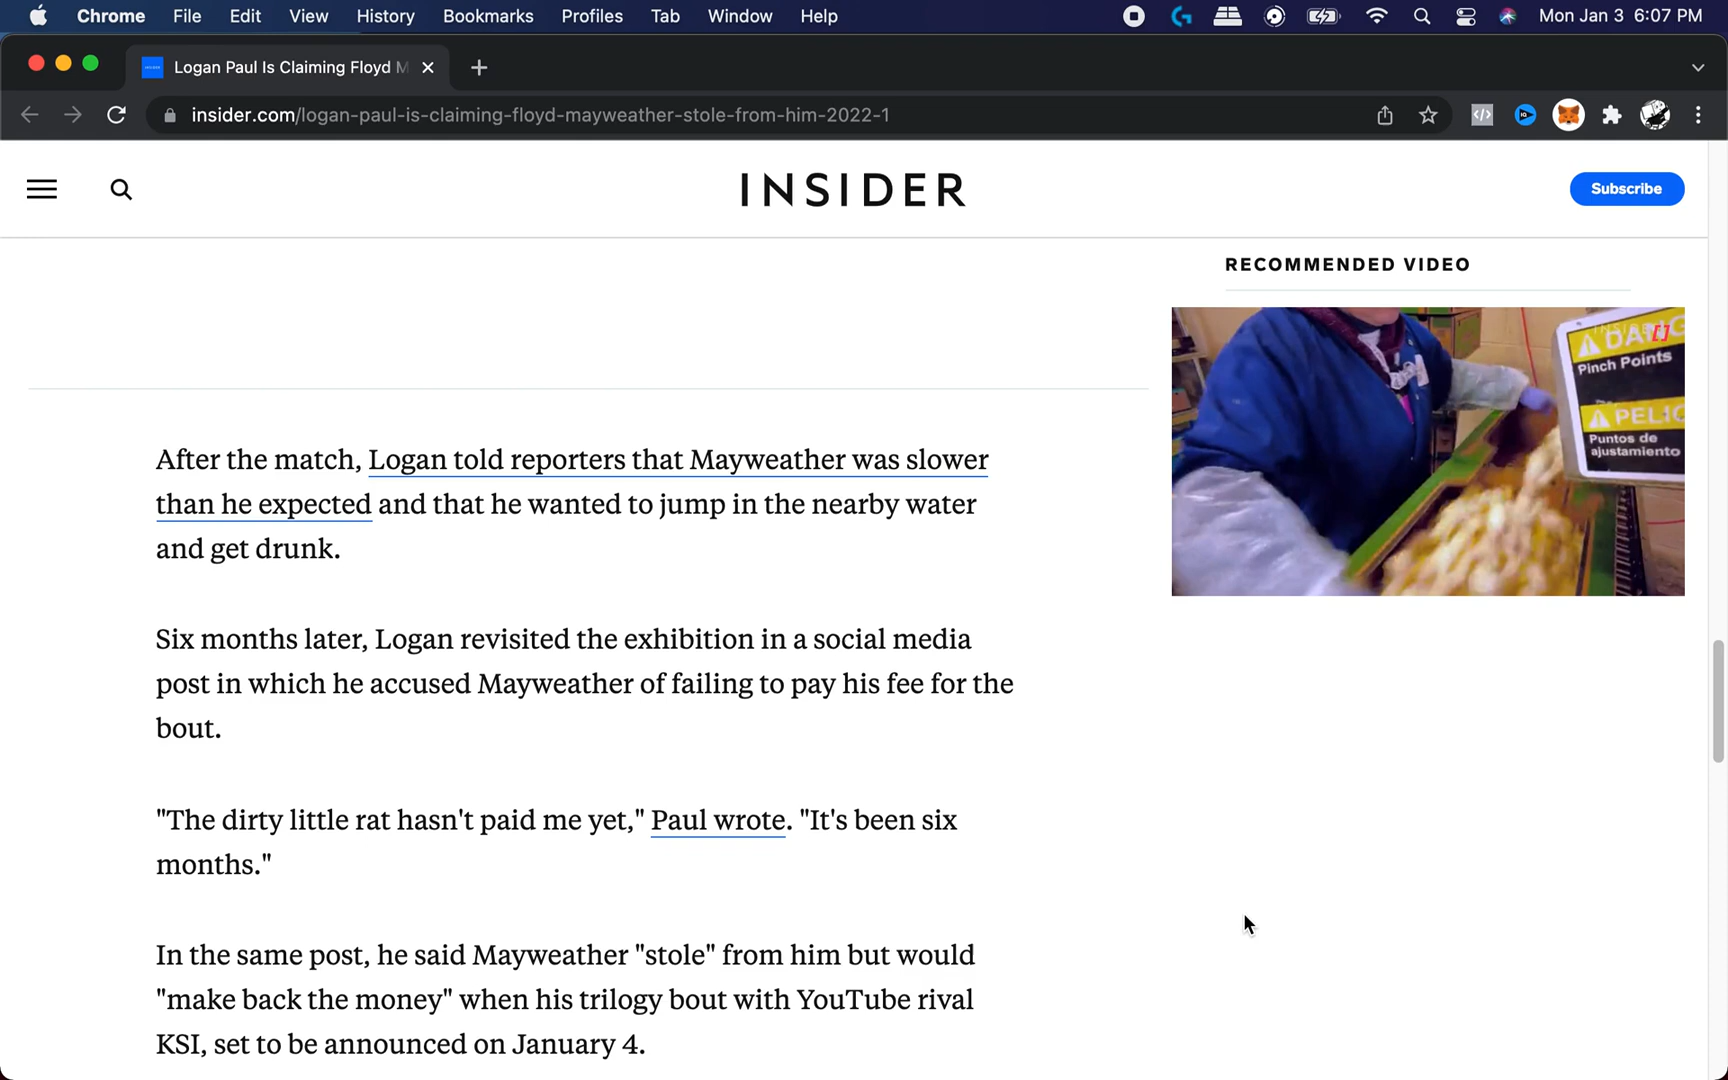 Chrome File Edit View History Bookmarks Profiles Tab Window Help Mon Jan 3 6:07 PM
Logan Paul Is Claiming Floyd M
insider.com/logan-paul-is-claiming-floyd-mayweather-stole-from-him-2022-1
INSIDER
Subscribe
RECOMMENDED VIDEO
INSIDER
DANG
Pinch Points
PELIG
Puntos de
ajustamiento
After the match, Logan told reporters that Mayweather was slower
than he expected and that he wanted to jump in the nearby water
and get drunk.
Six months later, Logan revisited the exhibition in a social media
post in which he accused Mayweather of failing to pay his fee for the
bout.
"The dirty little rat hasn't paid me yet," Paul wrote. "It's been six
months."
In the same post, he said Mayweather "stole" from him but would
"make back the money" when his trilogy bout with YouTube rival
KSI, set to be announced on January 4.